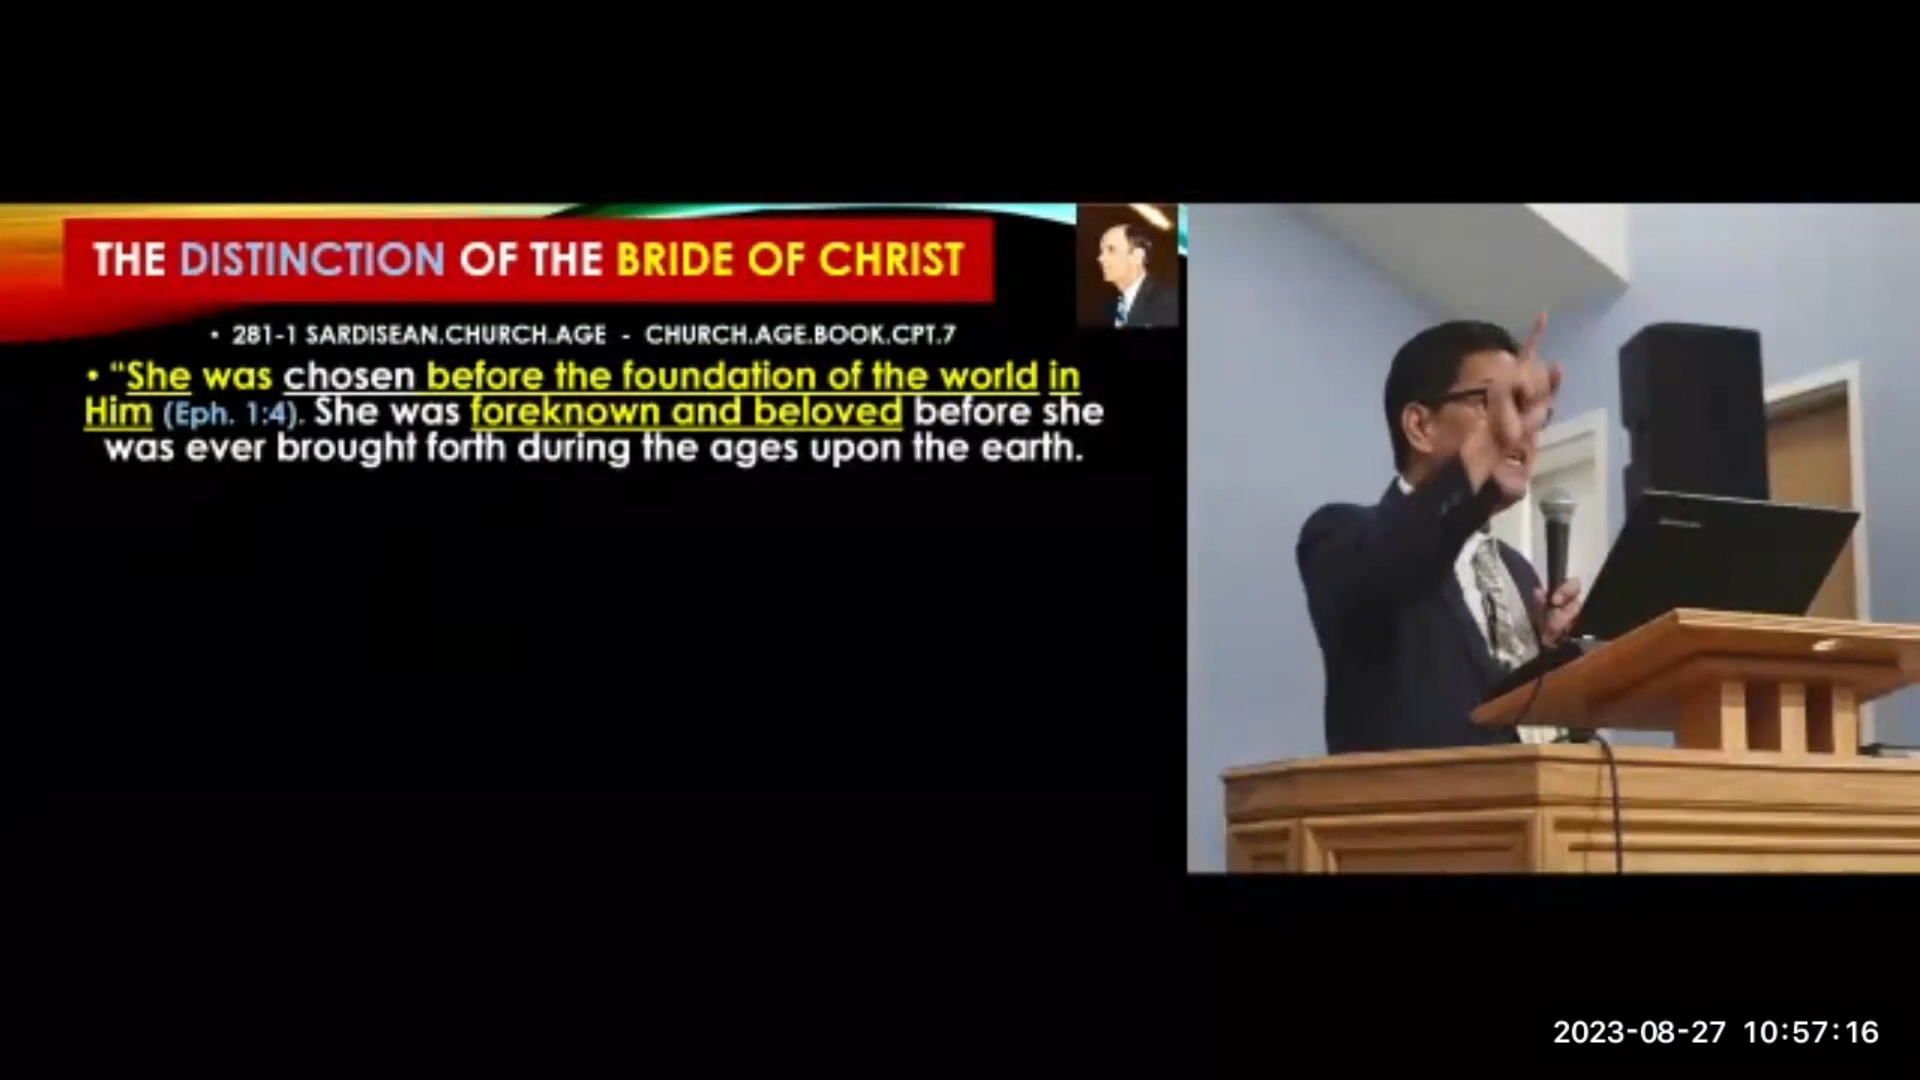 THE DISTINCTION OF THE BRIDE OF CHRIST
• 281-1 SARDISEAN.CHURCH.AGE - CHURCH.AGE.BOOK.CPT.7
• "She was chosen before the foundation of the world in
Him (Eph. 1:4). She was foreknown and beloved before she
was ever brought forth during the ages upon the earth.
2023-08-27 10:57:16